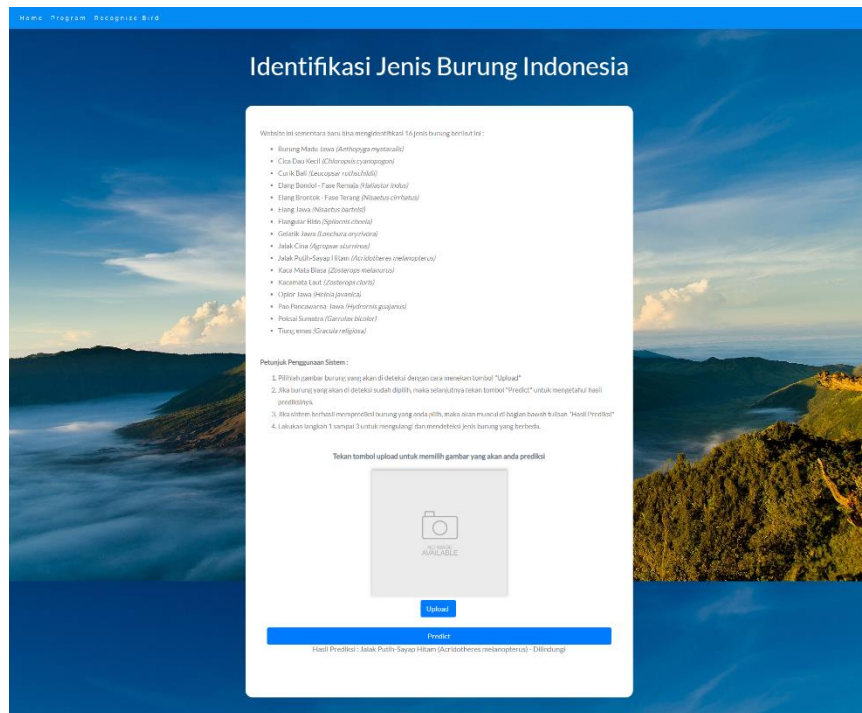 Home Program Recognize Bird
Identifikasi Jenis Burung Indonesia
Website ini sementara baru bisa mengidentifikasi 16 jenis burung berikut ini :
• Burung Madu Jawa (Aethopyga mystacalis)
• Cica Dau Kecil (Chloropsis cyanopogon)
• Curik Bali (Leucopsar rothschildi)
• Elang Bondol - Fase Remaja (Haliastor indus)
• Elang Brontok - Fase Terang (Nisaetus cirrhatus)
• Elang Jawa (Nisaetus bartelsi)
• Elangular Bido (Spilornis cheela)
• Gelatik Jawa (Lonchura oryzivora)
• Jalak Cina (Agropsar sturninus)
• Jalak Putih-Sayap Hitam (Acridotheres melanopterus)
• Kaca Mata Biasa (Zosterops melanurus)
• Kacamata Laut (Zosterops cloris)
• Opior Jawa (Heleia javanica)
• Pao Pancawarna-Jawa (Hydrornis guajanus)
• Poksai Sumatra (Garrulax bicolor)
• Tiong emas (Gracula religiosa)
Petunjuk Penggunaan Sistem :
1. Pilihlah gambar burung yang akan di deteksi dengan cara menekan tombol "Upload"
2. Jika burung yang akan di deteksi sudah dipilih, maka selanjutnya tekan tombol "Predict" untuk mengetahui hasil
prediksinya.
3. Jika sistem berhasil memprediksi burung yang anda pilih, maka akan muncul di bagian bawah tulisan "Hasil Prediksi"
4. Lakukan langkah 1 sampai 3 untuk mengulangi dan mendeteksi jenis burung yang berbeda.
Tekan tombol upload untuk memilih gambar yang akan anda prediksi
NO IMAGE
AVAILABLE
Upload
Predict
Hasil Prediksi : Jalak Putih-Sayap Hitam (Acridotheres melanopterus) - Dilindungi